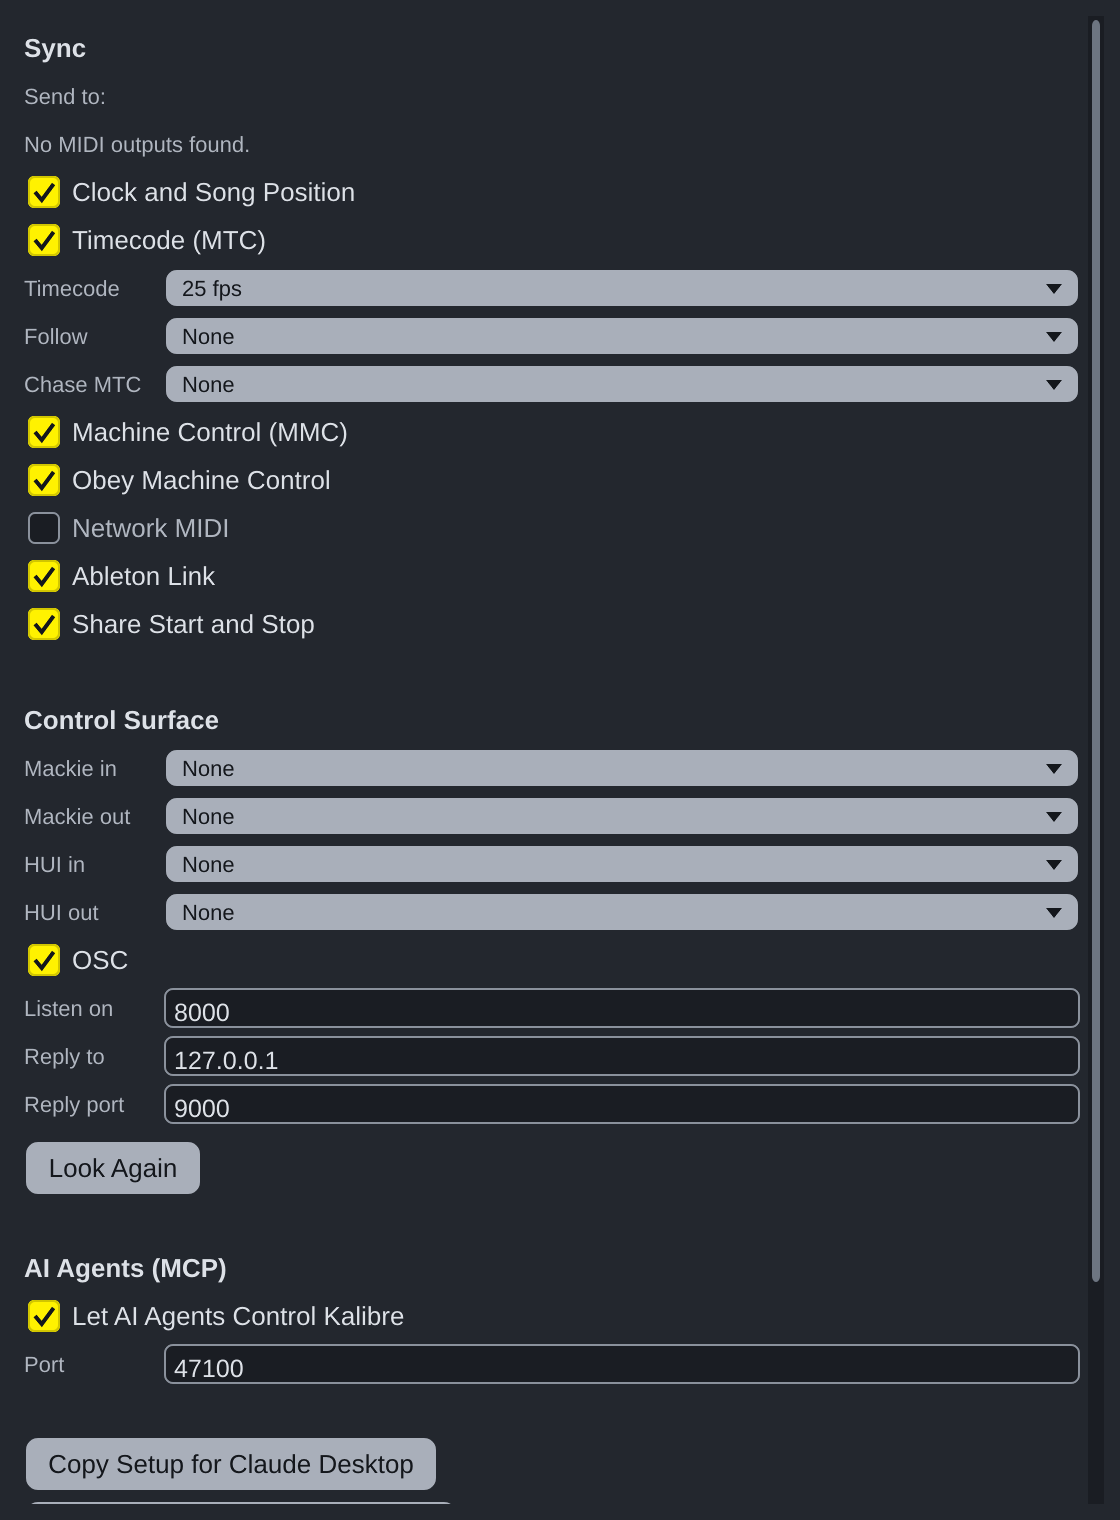 Sync
Send to:
No MIDI outputs found.
Clock and Song Position
Timecode (MTC)
Timecode 25 fps
Follow None
Chase MTC None
Machine Control (MMC)
Obey Machine Control
Network MIDI
Ableton Link
Share Start and Stop
Control Surface
Mackie in None
Mackie out None
HUI in None
HUI out None
OSC
Listen on 8000
Reply to 127.0.0.1
Reply port 9000
Look Again
AI Agents (MCP)
Let AI Agents Control Kalibre
Port 47100
Copy Setup for Claude Desktop